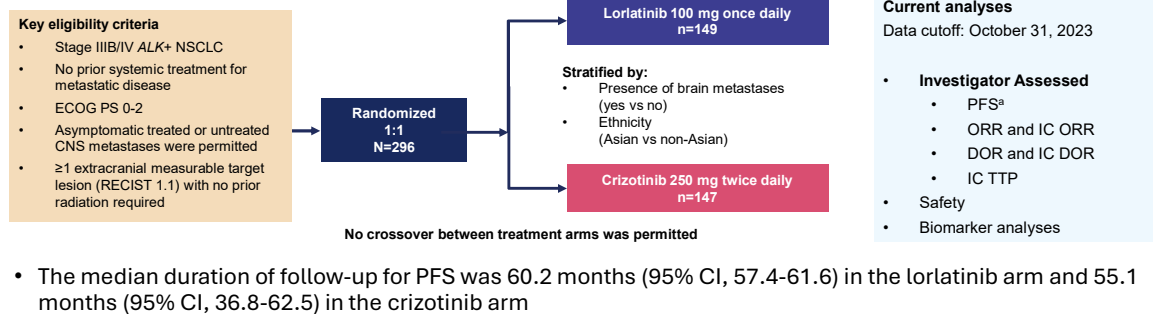 Key eligibility criteria
• Stage IIIB/IV ALK+ NSCLC
• No prior systemic treatment for
metastatic disease
• ECOG PS 0-2
• Asymptomatic treated or untreated
CNS metastases were permitted
• ≥1 extracranial measurable target
lesion (RECIST 1.1) with no prior
radiation required
Randomized
1:1
N=296
Lorlatinib 100 mg once daily
n=149
Stratified by:
• Presence of brain metastases
(yes vs no)
• Ethnicity
(Asian vs non-Asian)
Crizotinib 250 mg twice daily
n=147
No crossover between treatment arms was permitted
Current analyses
Data cutoff: October 31, 2023
• Investigator Assessed
• PFSᵃ
• ORR and IC ORR
• DOR and IC DOR
• IC TTP
• Safety
• Biomarker analyses
• The median duration of follow-up for PFS was 60.2 months (95% CI, 57.4-61.6) in the lorlatinib arm and 55.1
months (95% CI, 36.8-62.5) in the crizotinib arm